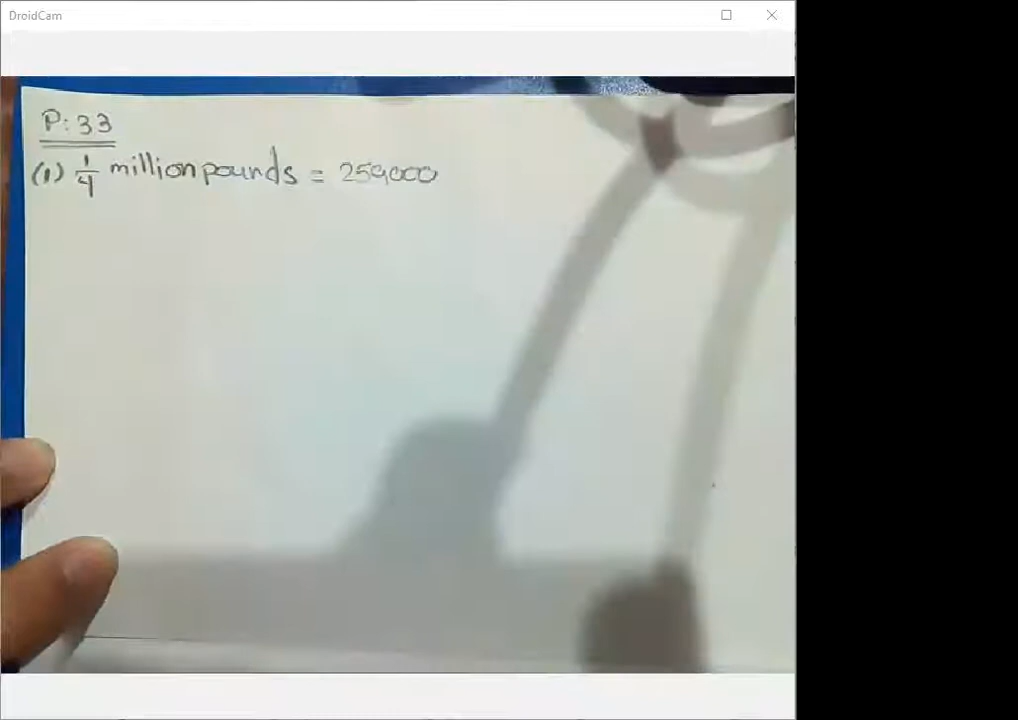 DroidCam
P: 33
(1) 1/4 million pounds = 250,000